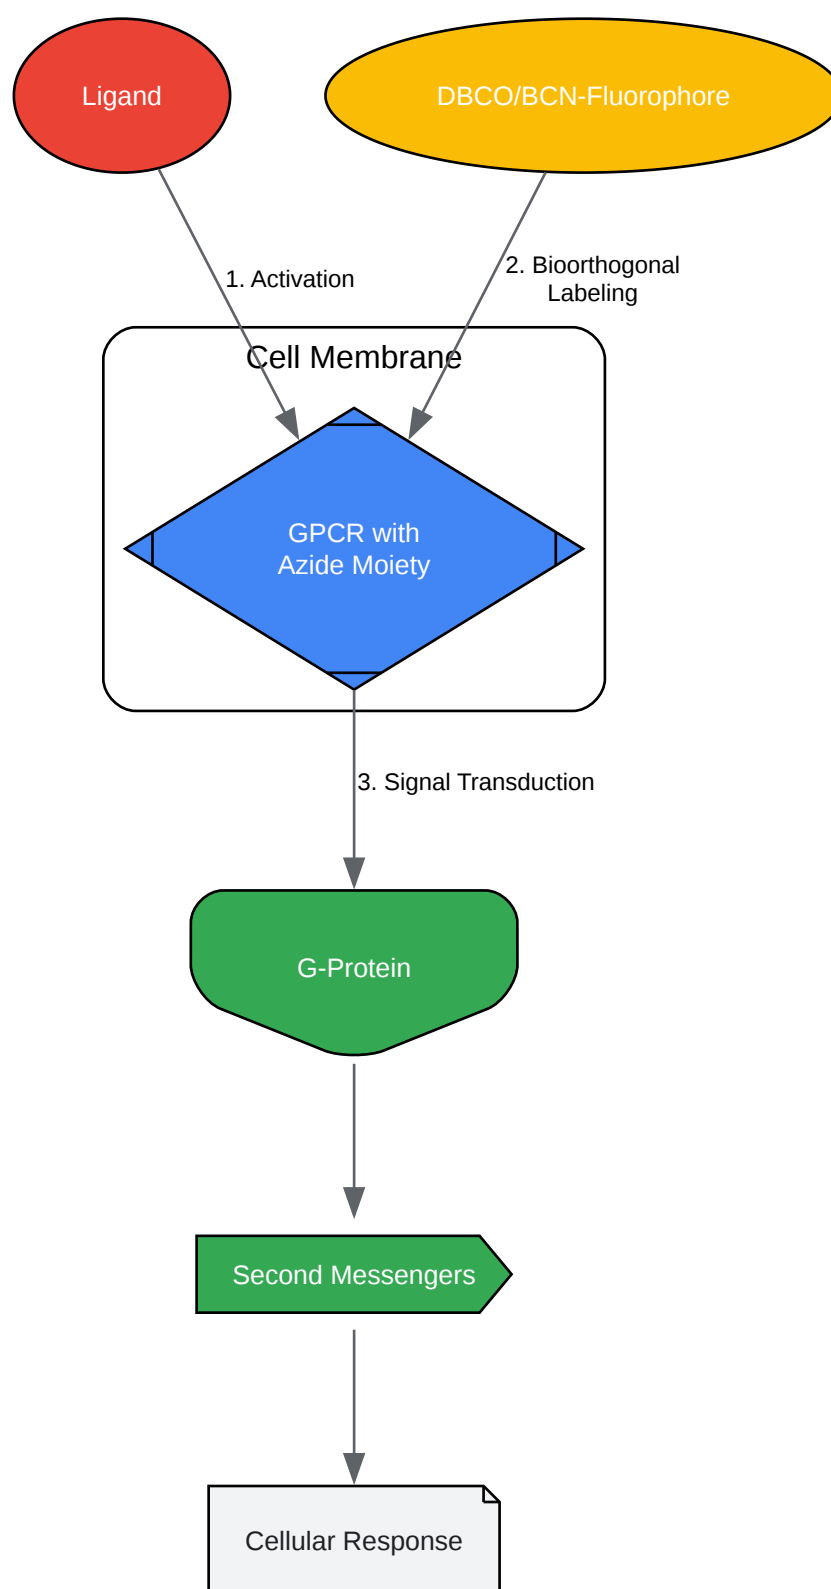 Ligand
DBCO/BCN-Fluorophore
1. Activation
2. Bioorthogonal
Labeling
Cell Membrane
GPCR with
Azide Moiety
3. Signal Transduction
G-Protein
Second Messengers
Cellular Response